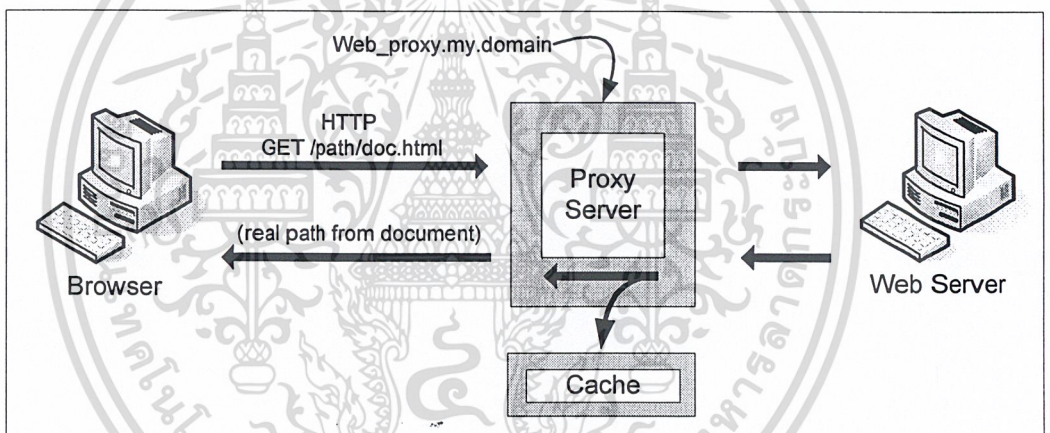 Web_proxy.my.domain
HTTP
GET /path/doc.html
Proxy
Server
(real path from document)
Browser
Web Server
Cache